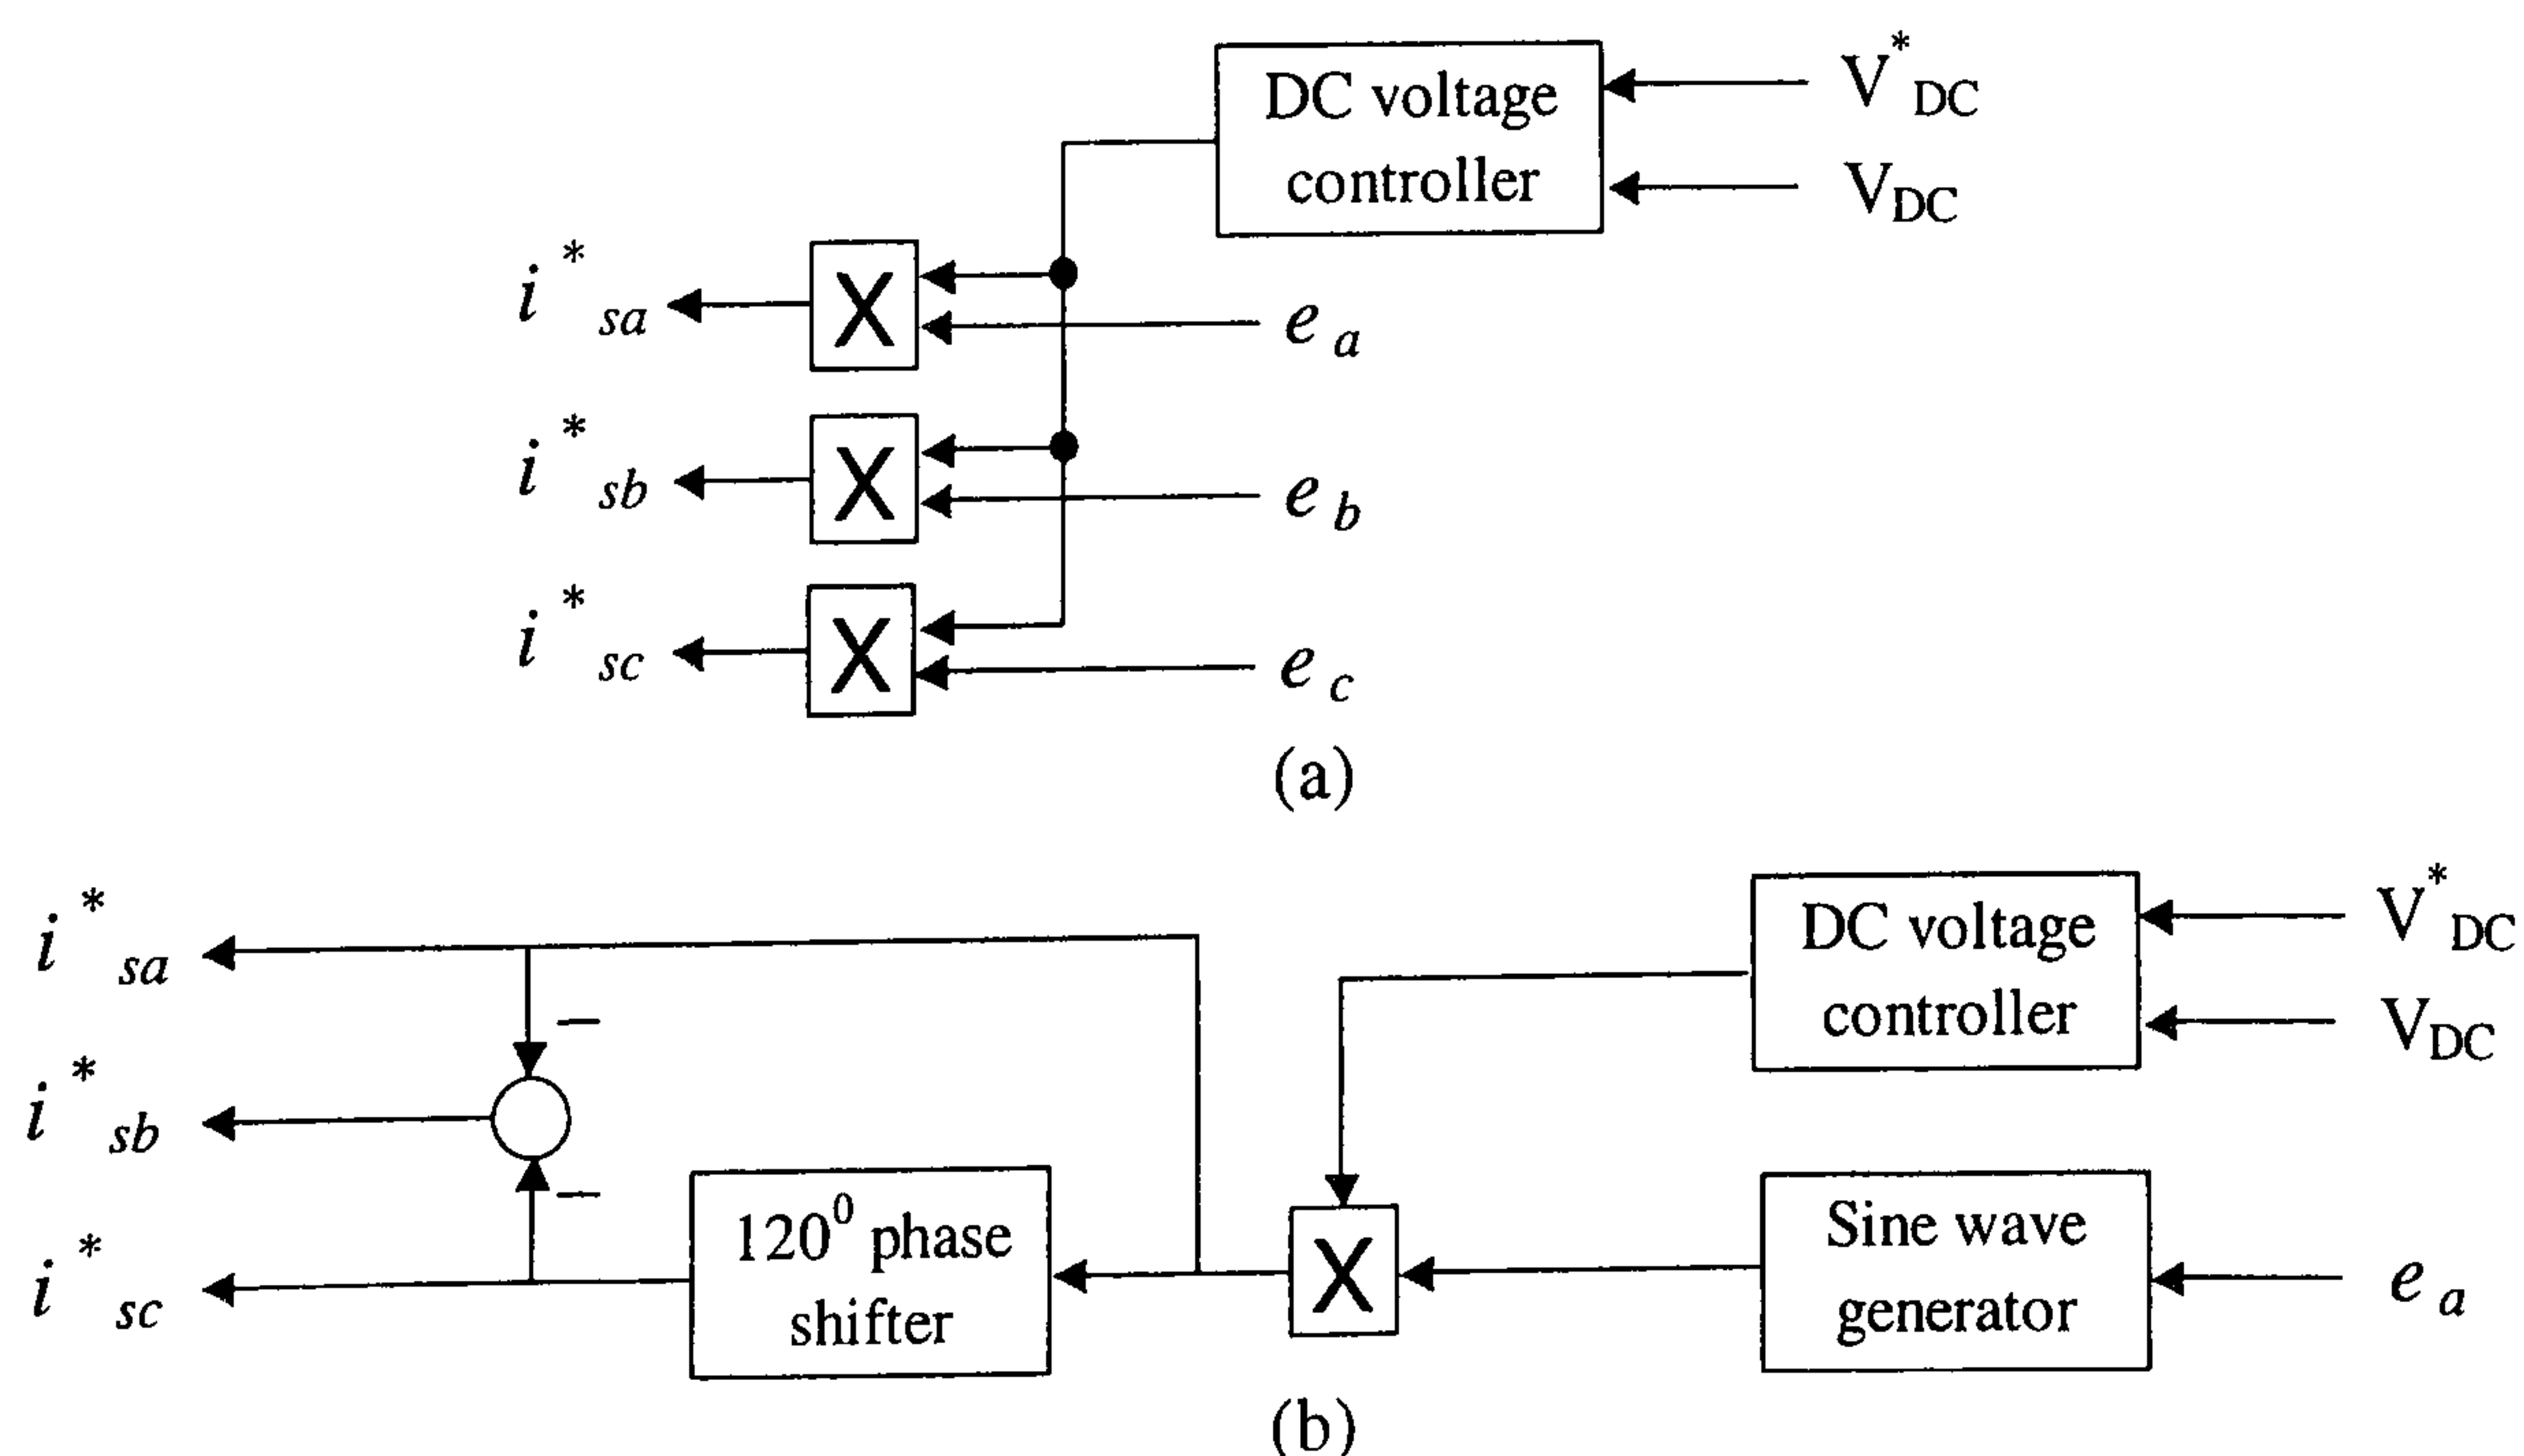 DC voltage
controller
V*DC
VDC
i*sa
X
ea
i*sb
X
eb
i*sc
X
ec
(a)
i*sa
DC voltage
controller
V*DC
VDC
–
i*sb
–
i*sc
120⁰ phase
shifter
X
Sine wave
generator
ea
(b)